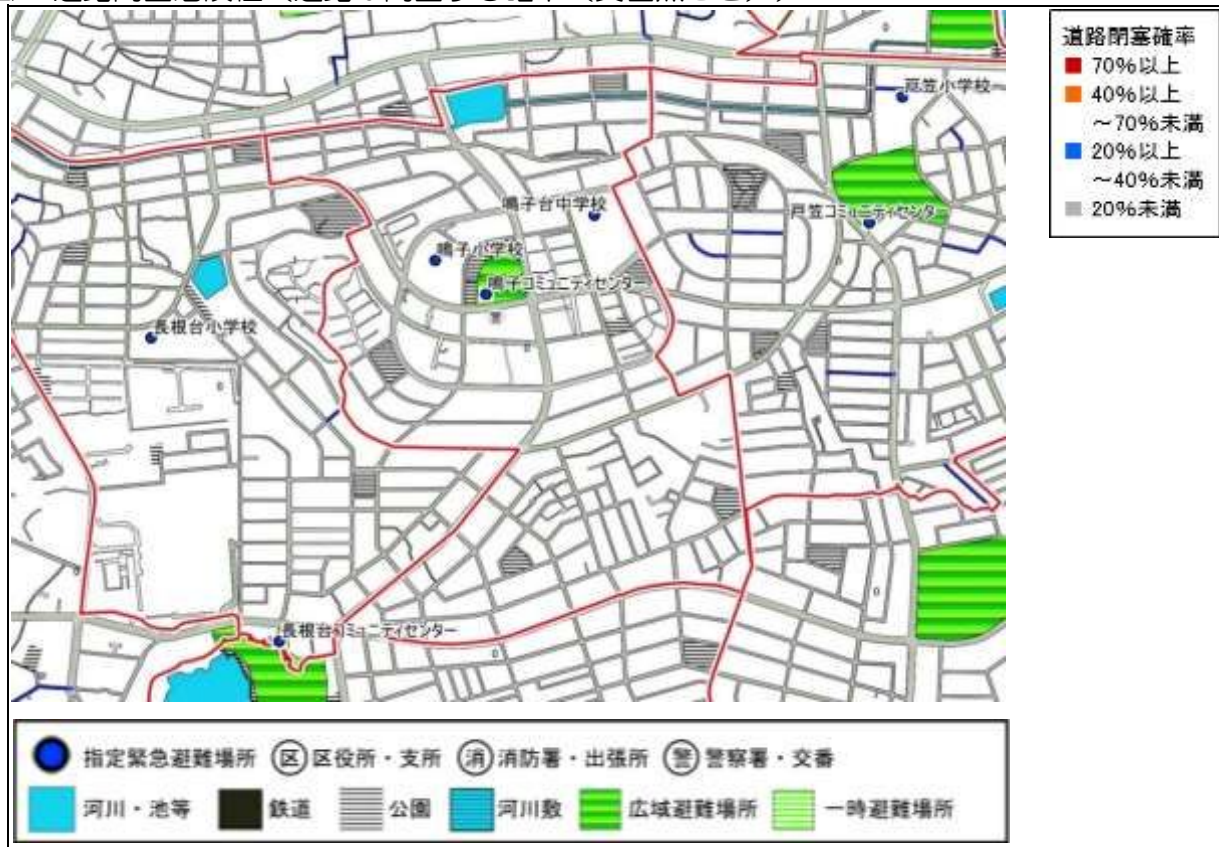 道路閉塞確率
70%以上
40%以上
～70%未満
20%以上
～40%未満
20%未満
戸笠小学校
鳴子台中学校
戸笠コミュニティセンター
鳴子小学校
鳴子コミュニティセンター
警
長根台小学校
長根台コミュニティセンター
指定緊急避難場所 区 区役所・支所 消 消防署・出張所 警 警察署・交番
河川・池等 鉄道 公園 河川敷 広域避難場所 一時避難場所